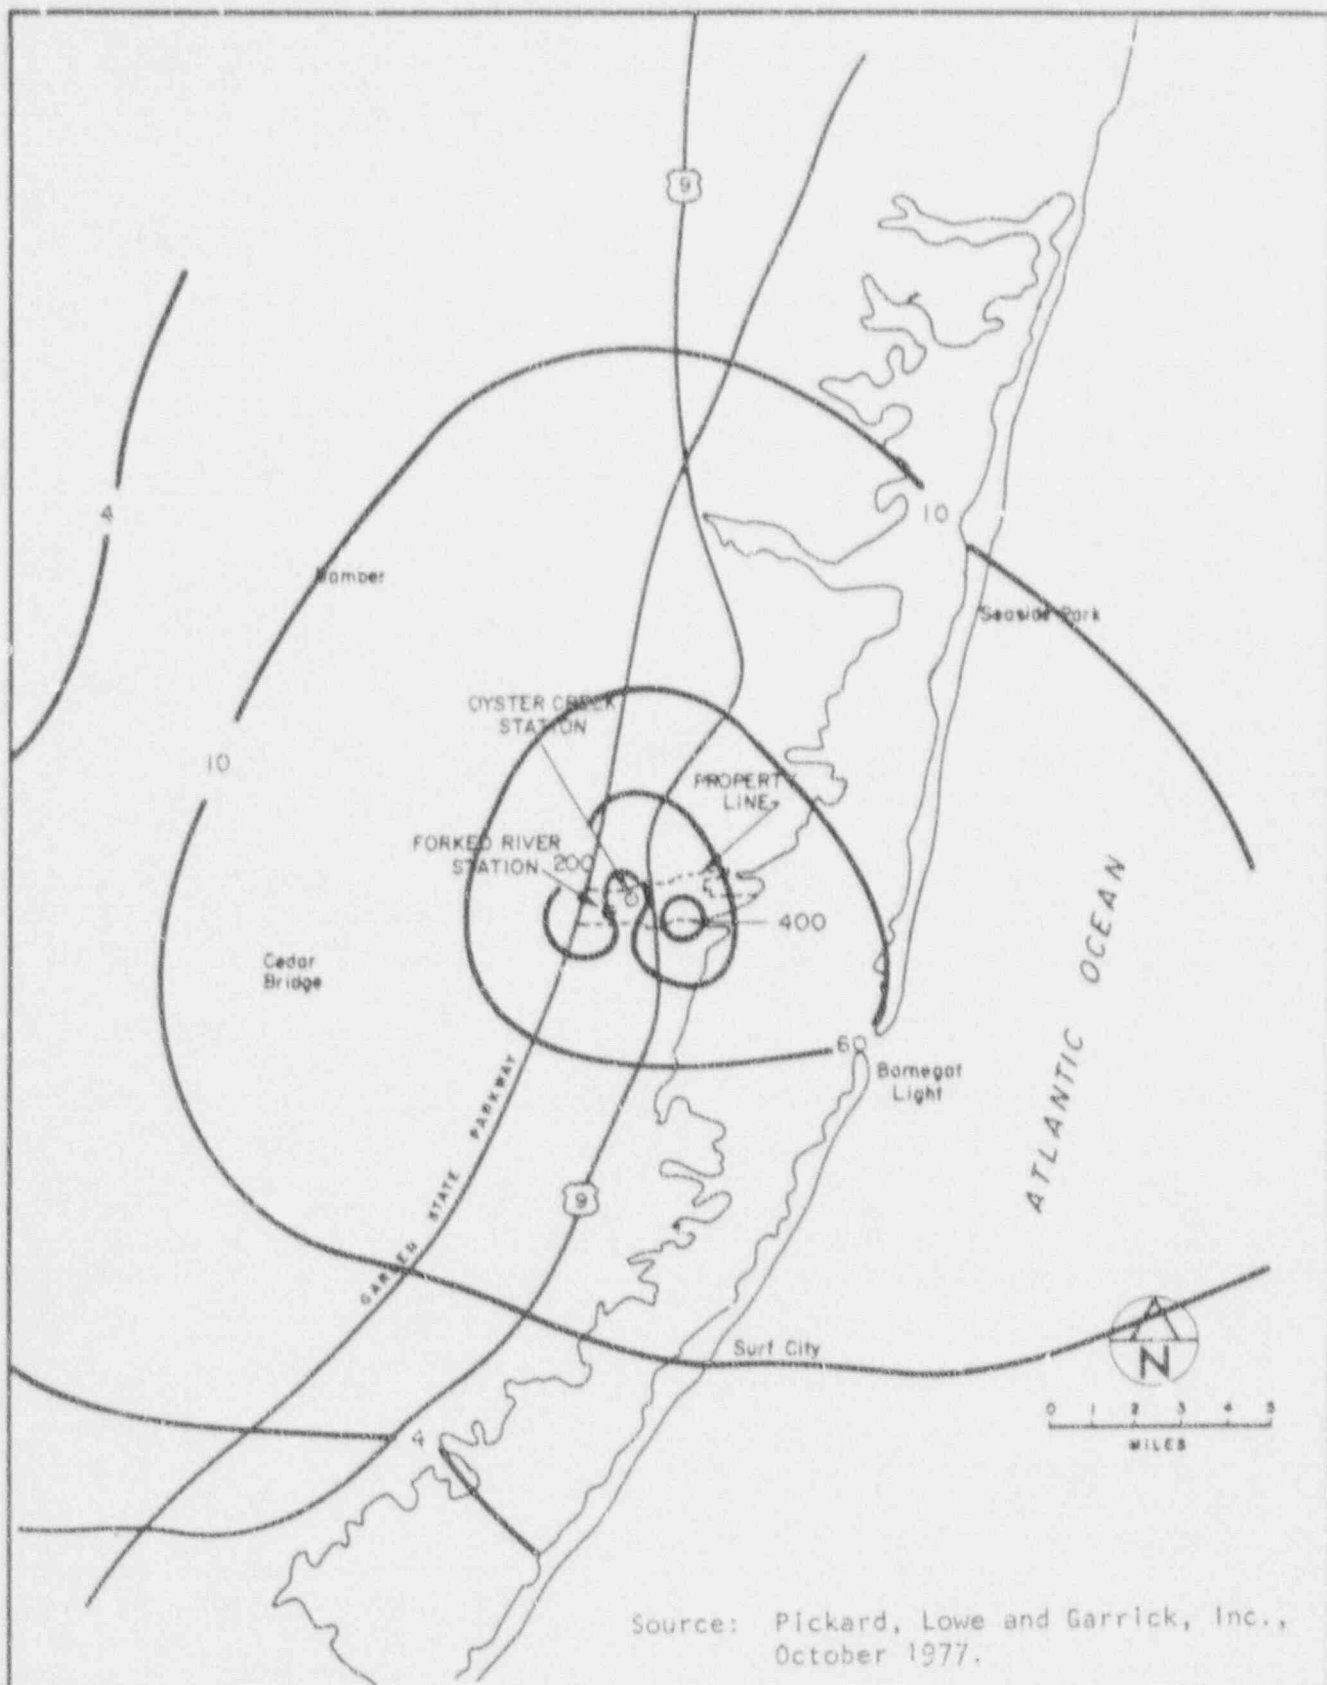 9
4
10
Bamber
Seaside Park
OYSTER CREEK
STATION
10
PROPERTY
LINE
FORKED RIVER
STATION
200
400
Cedar
Bridge
60
Barnegat
Light
ATLANTIC OCEAN
GARDEN STATE PARKWAY
9
Surf City
N
0 1 2 3 4 5
MILES
4
Source: Pickard, Lowe and Garrick, Inc.,
October 1977.